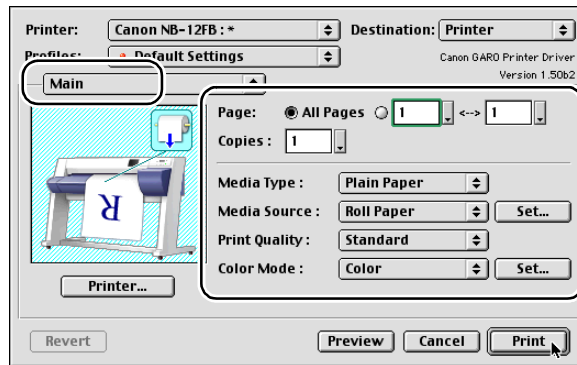 Printer: Canon NB-12FB : * Destination: Printer
Profiles: Default Settings Canon GARO Printer Driver
Version 1.50b2
Main
Page: All Pages 1 <--> 1
Copies : 1
Media Type : Plain Paper
Media Source : Roll Paper Set...
Print Quality : Standard
Color Mode : Color Set...
R
Printer...
Revert Preview Cancel Print